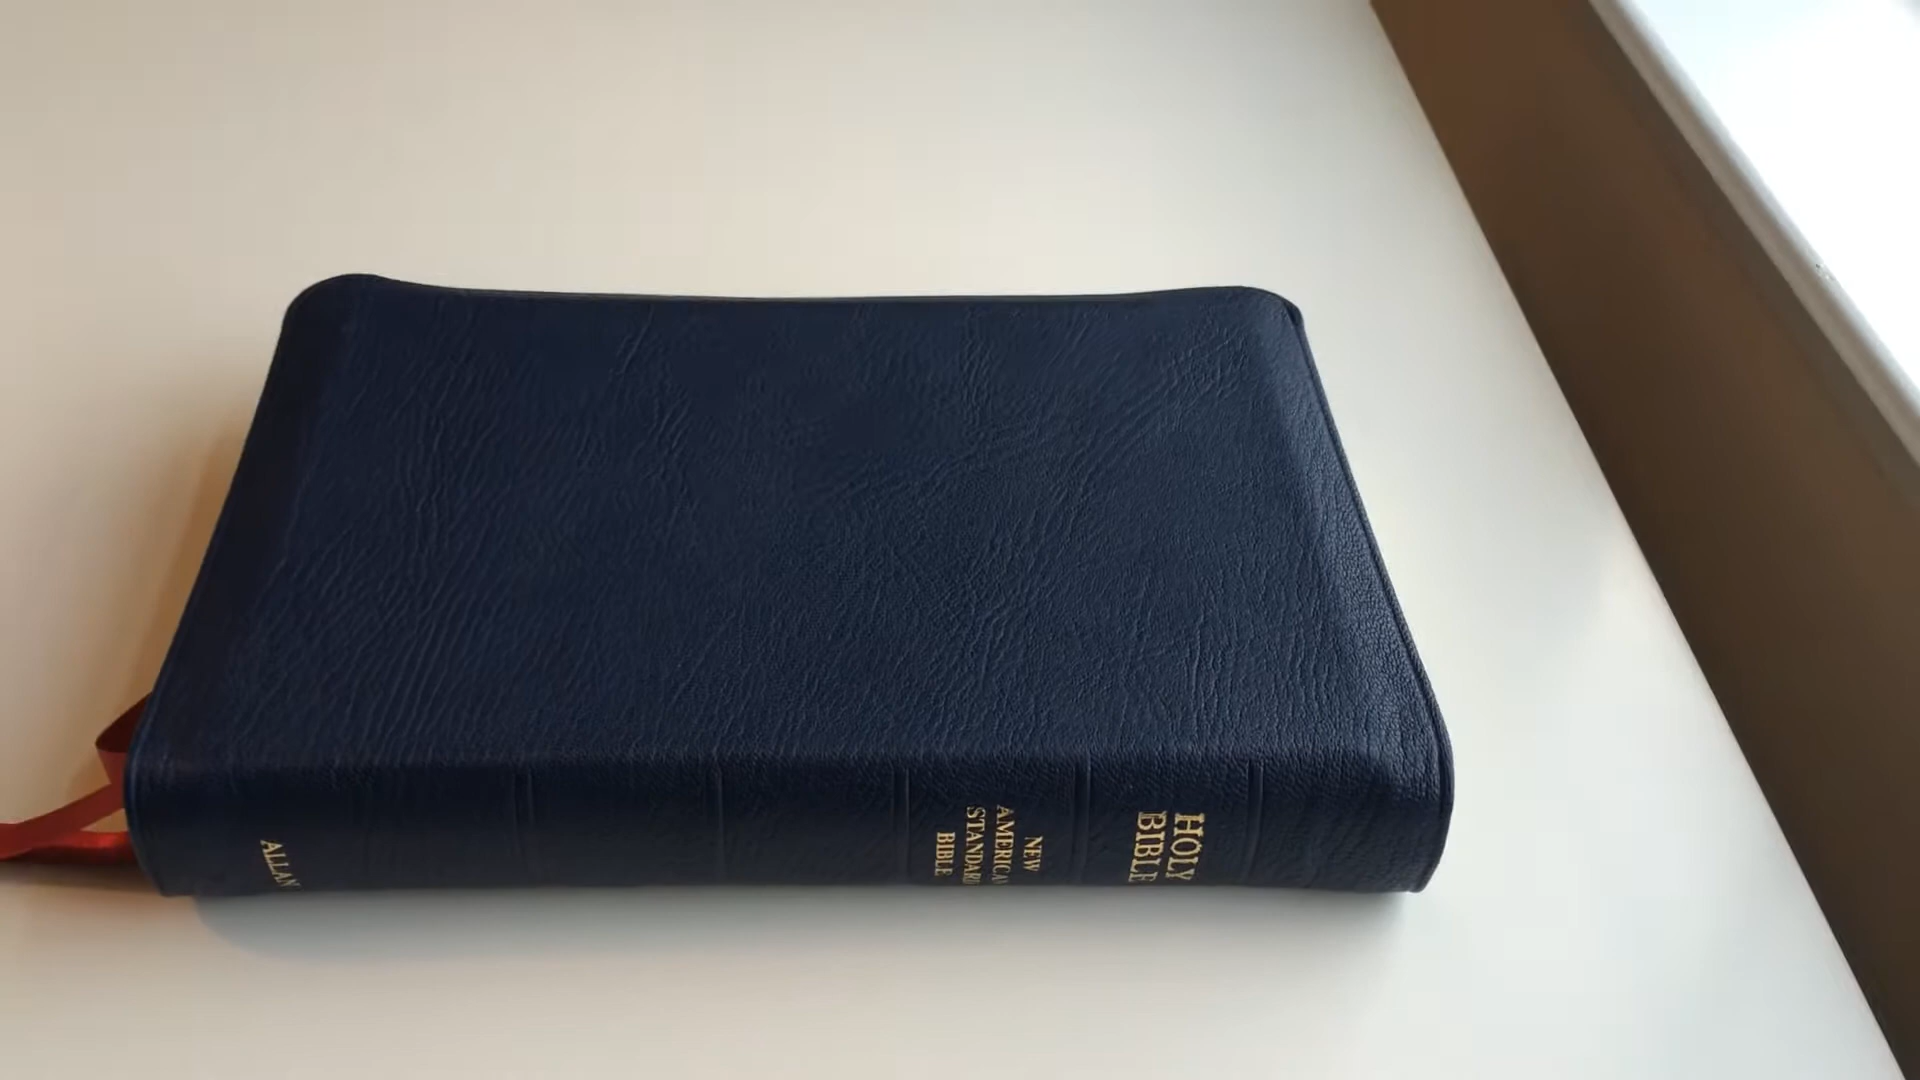 HOLY
BIBLE
NEW
AMERICAN
STANDARD
BIBLE
ALLAN